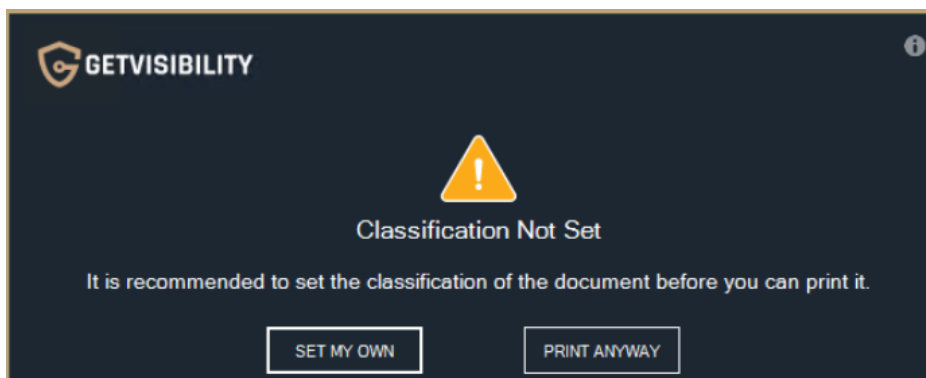 GETVISIBILITY
Classification Not Set
It is recommended to set the classification of the document before you can print it.
SET MY OWN
PRINT ANYWAY